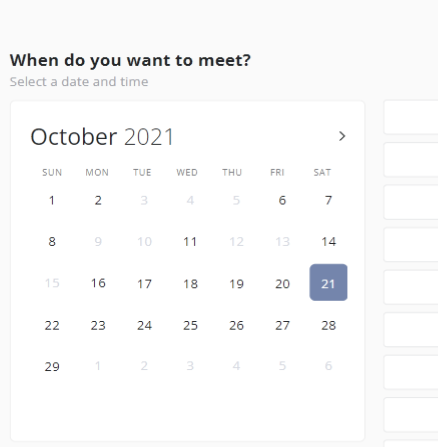 When do you want to meet?
Select a date and time
October 2021
SUN MON TUE WED THU FRI SAT
1 2 3 4 5 6 7
8 9 10 11 12 13 14
15 16 17 18 19 20 21
22 23 24 25 26 27 28
29 1 2 3 4 5 6